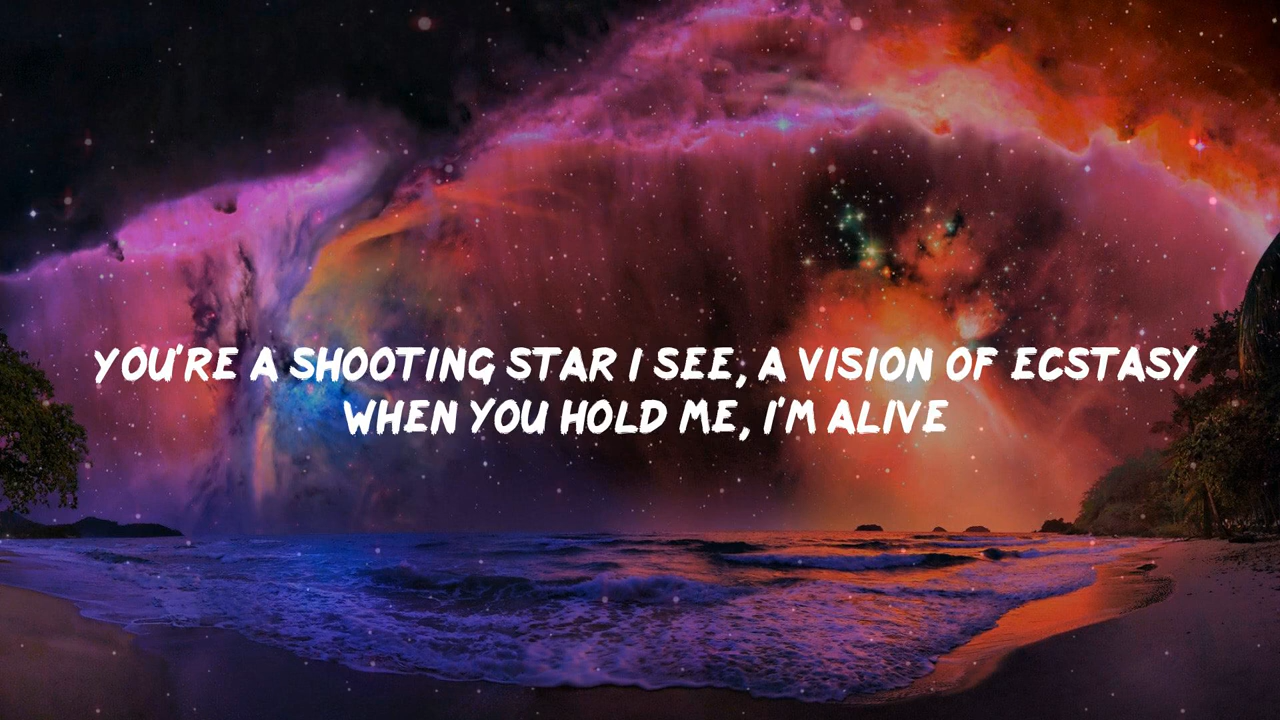 YOU'RE A SHOOTING STAR I SEE, A VISION OF ECSTASY
WHEN YOU HOLD ME, I'M ALIVE